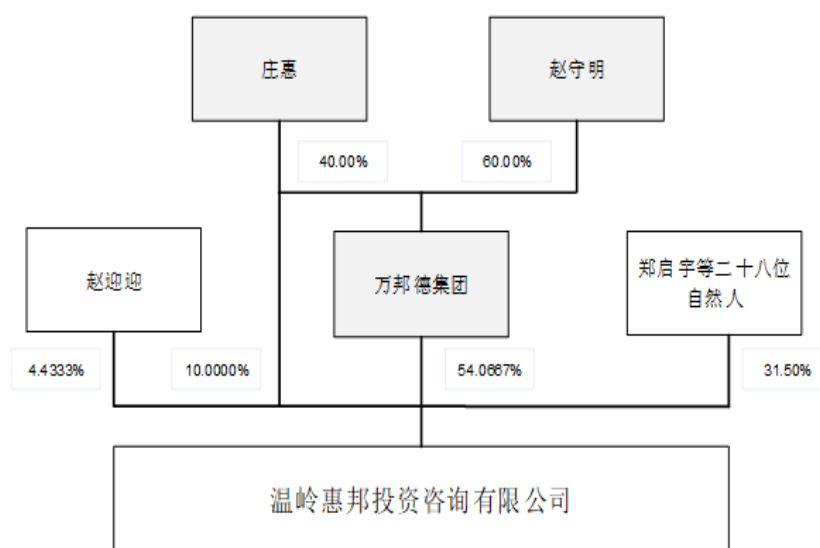 庄惠
赵守明
40.00%
60.00%
赵迎迎
万邦德集团
郑启宇等二十八位
自然人
4.4333%
10.0000%
54.0667%
31.50%
温岭惠邦投资咨询有限公司